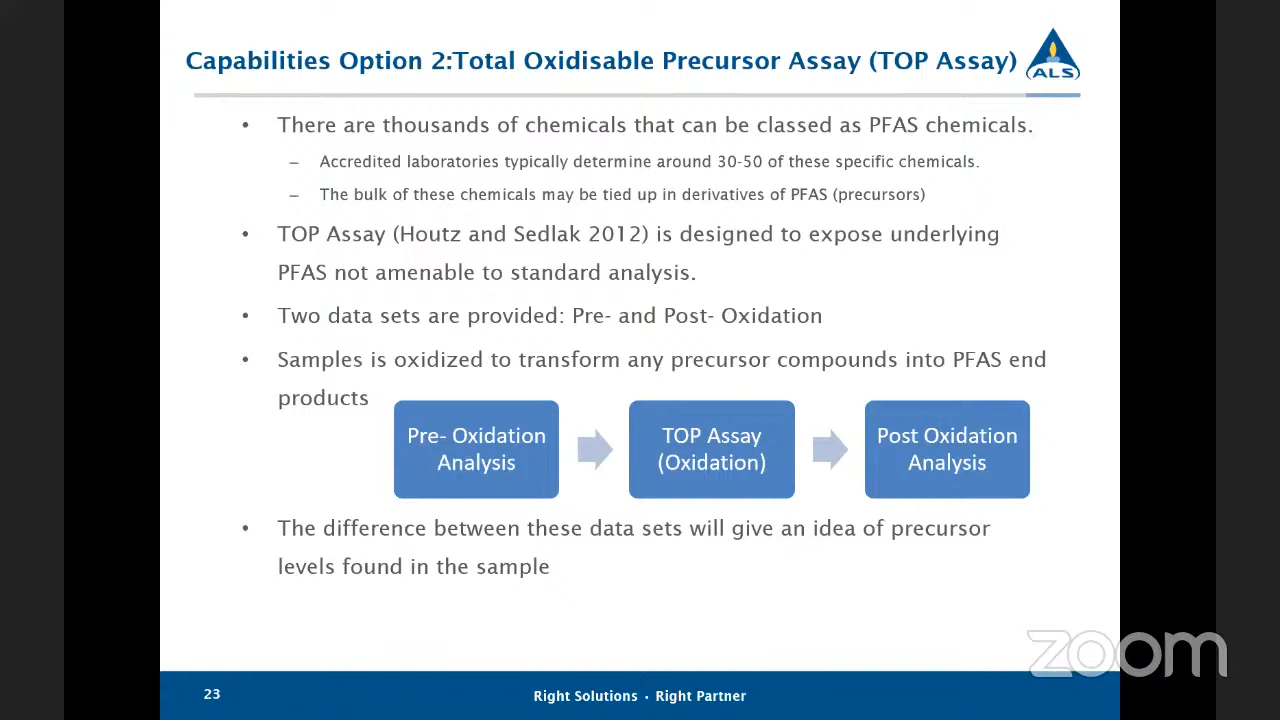 Capabilities Option 2:Total Oxidisable Precursor Assay (TOP Assay)
ALS
• There are thousands of chemicals that can be classed as PFAS chemicals.
– Accredited laboratories typically determine around 30-50 of these specific chemicals.
– The bulk of these chemicals may be tied up in derivatives of PFAS (precursors)
• TOP Assay (Houtz and Sedlak 2012) is designed to expose underlying
PFAS not amenable to standard analysis.
• Two data sets are provided: Pre- and Post- Oxidation
• Samples is oxidized to transform any precursor compounds into PFAS end
products
Pre- Oxidation
Analysis
TOP Assay
(Oxidation)
Post Oxidation
Analysis
• The difference between these data sets will give an idea of precursor
levels found in the sample
zoom
23
Right Solutions · Right Partner